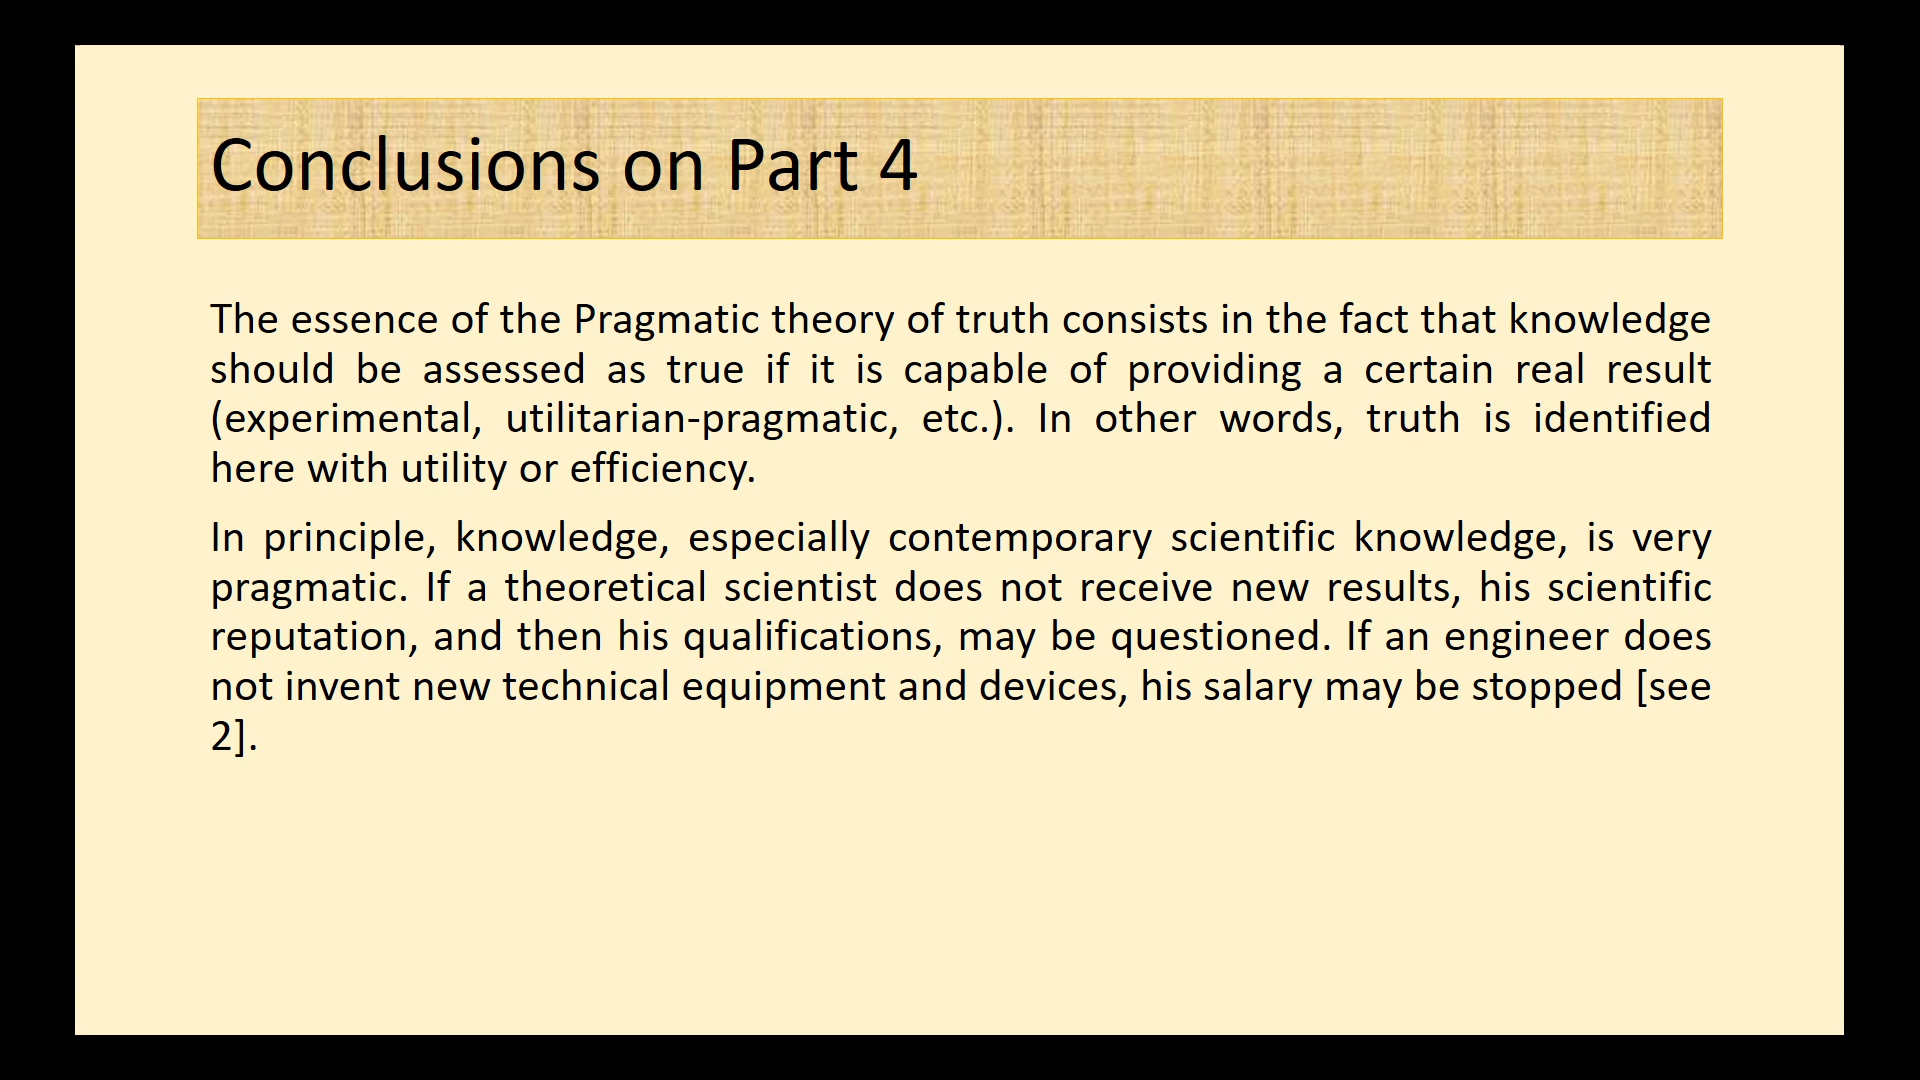 Conclusions on Part 4
The essence of the Pragmatic theory of truth consists in the fact that knowledge
should be assessed as true if it is capable of providing a certain real result
(experimental, utilitarian-pragmatic, etc.). In other words, truth is identified
here with utility or efficiency.
In principle, knowledge, especially contemporary scientific knowledge, is very
pragmatic. If a theoretical scientist does not receive new results, his scientific
reputation, and then his qualifications, may be questioned. If an engineer does
not invent new technical equipment and devices, his salary may be stopped [see
2].